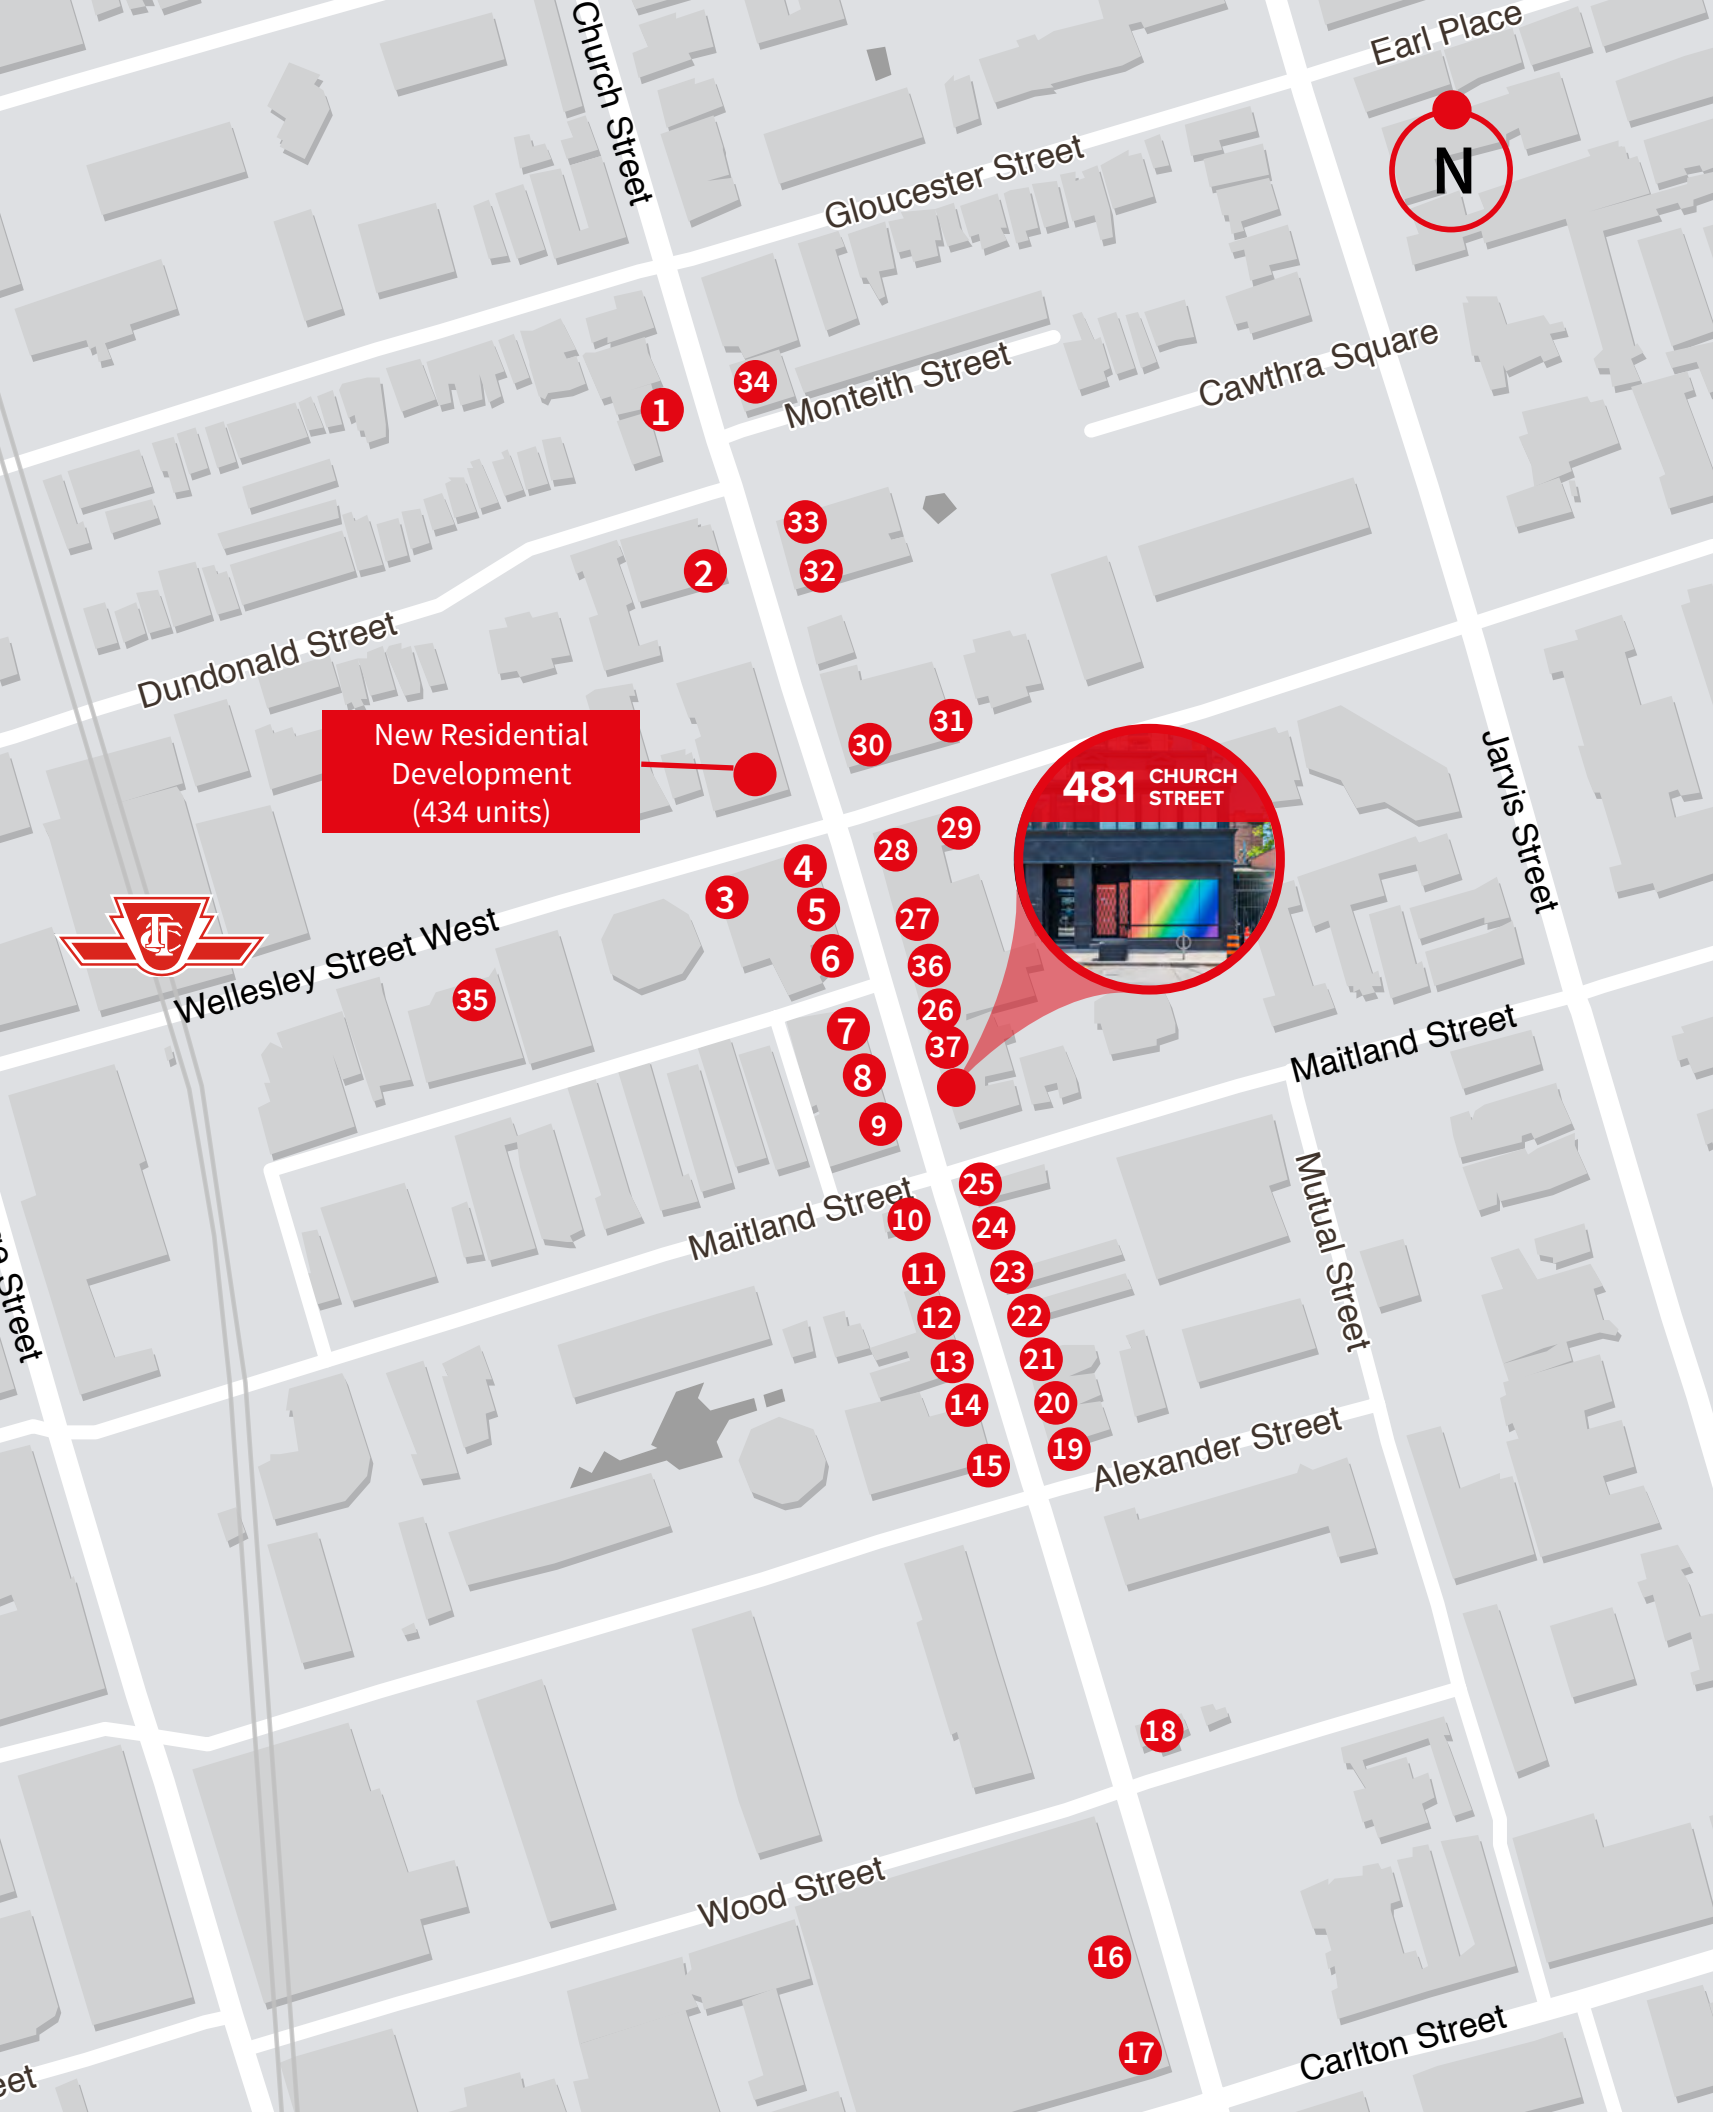 Earl Place
Church Street
N
Gloucester Street
Cawthra Square
Monteith Street
34
1
33
2
32
Dundonald Street
New Residential
Development
(434 units)
31
30
481 CHURCH
STREET
Jarvis Street
29
28
4
3
5
27
TTC
Wellesley Street West
6
36
35
26
7
37
Maitland Street
8
9
Mutual Street
25
Maitland Street
10
24
Street
11
23
12
22
13
21
14
20
19
Alexander Street
15
18
Wood Street
16
17
Carlton Street